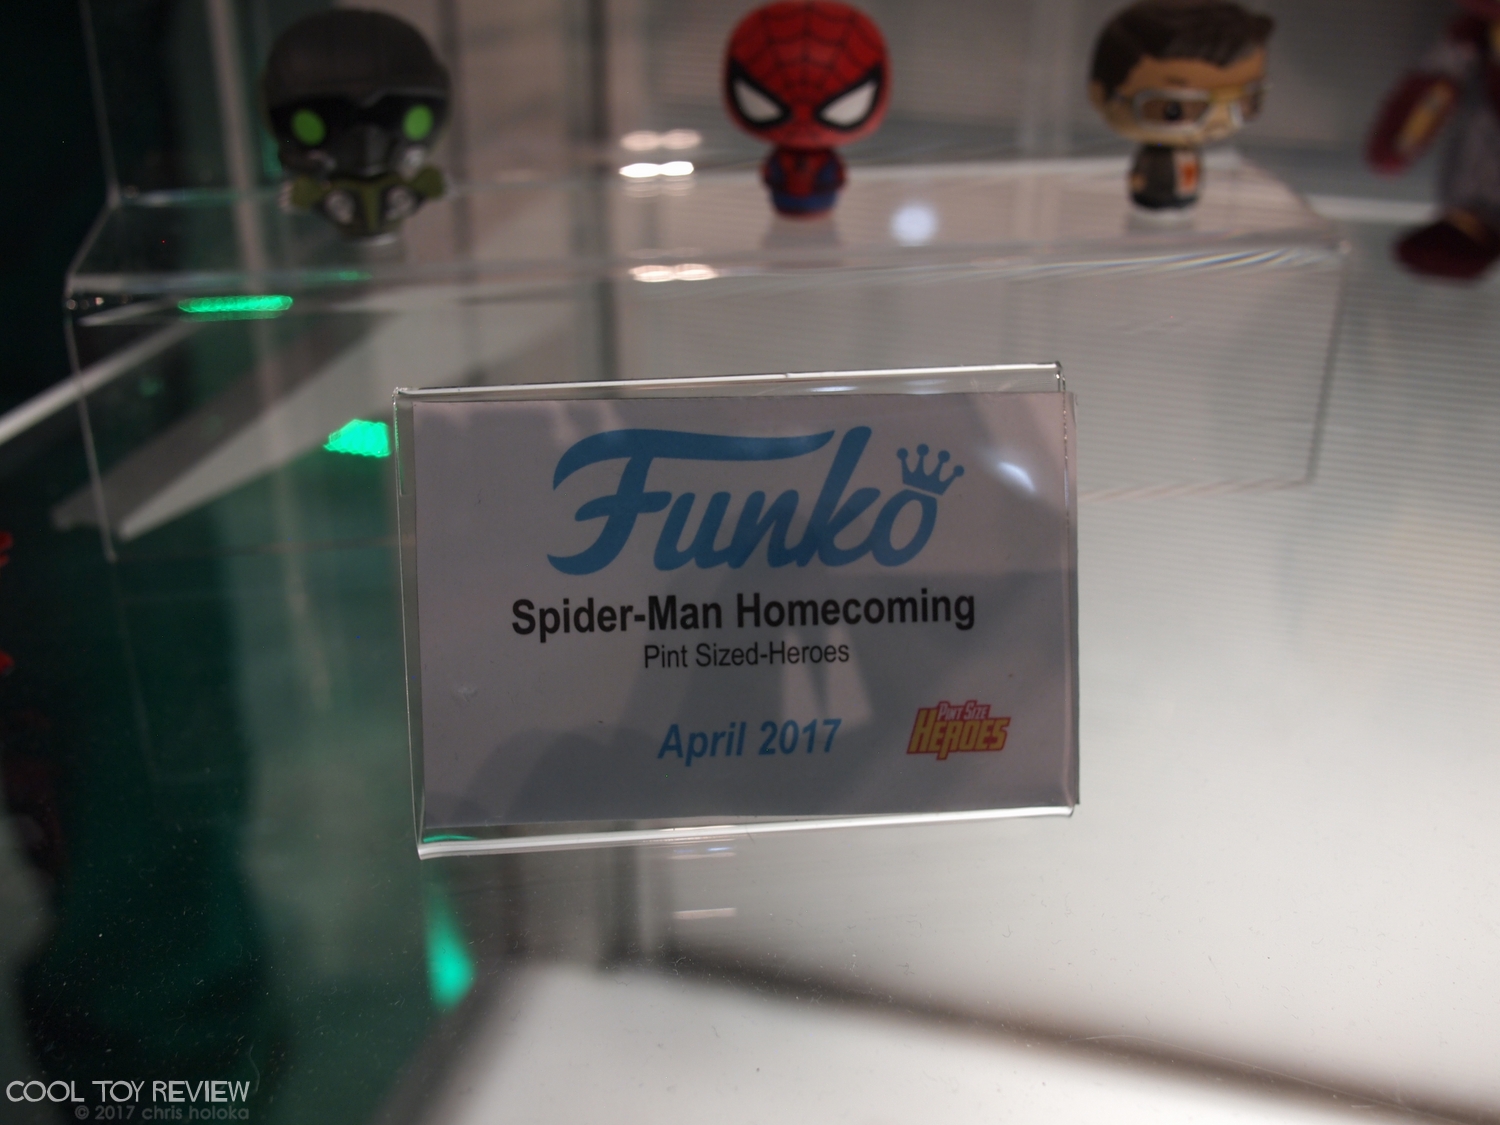 Funko
Spider-Man Homecoming
Pint Sized-Heroes
April 2017
PINT SIZE
HEROES
COOL TOY REVIEW
© 2017 chris holoka